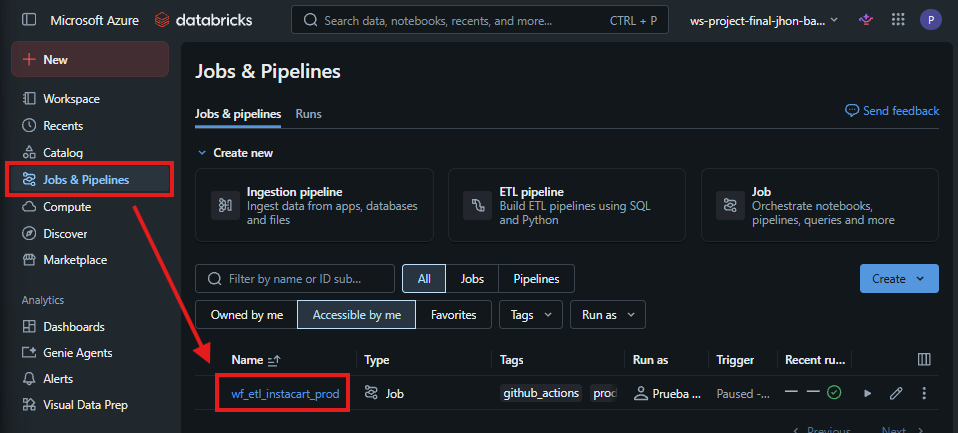 Microsoft Azure
databricks
Search data, notebooks, recents, and more...
CTRL + P
ws-project-final-jhon-ba...
P
New
Workspace
Recents
Catalog
Jobs & Pipelines
Compute
Discover
Marketplace
Analytics
Dashboards
Genie Agents
Alerts
Visual Data Prep
Jobs & Pipelines
Jobs & pipelines
Runs
Send feedback
Create new
Ingestion pipeline
Ingest data from apps, databases
and files
ETL pipeline
Build ETL pipelines using SQL
and Python
Job
Orchestrate notebooks,
pipelines, queries and more
Filter by name or ID sub...
All
Jobs
Pipelines
Create
Owned by me
Accessible by me
Favorites
Tags
Run as
Name
Type
Tags
Run as
Trigger
Recent ru...
wf_etl_instacart_prod
Job
github_actions
prod
Prueba ...
Paused -...
Previous
Next